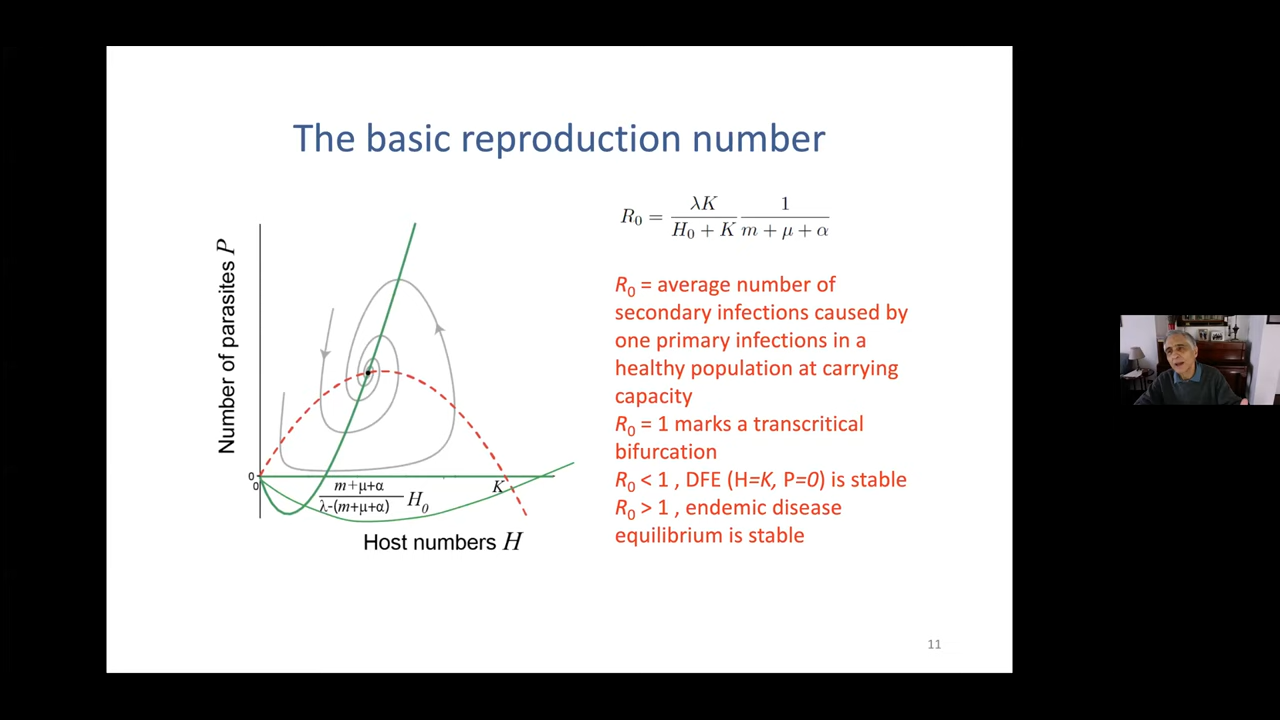 The basic reproduction number
R₀ = λK / (H₀ + K) 1 / (m + μ + α)
Number of parasites P
R₀ = average number of
secondary infections caused by
one primary infections in a
healthy population at carrying
capacity
R₀ = 1 marks a transcritical
bifurcation
R₀ < 1 , DFE (H=K, P=0) is stable
R₀ > 1 , endemic disease
equilibrium is stable
0
0
m+μ+α
λ-(m+μ+α)
H₀
K
Host numbers H
11